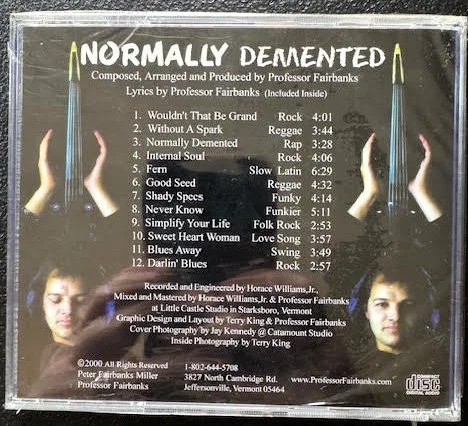 NORMALLY DEMENTED
Composed, Arranged and Produced by Professor Fairbanks
Lyrics by Professor Fairbanks (Included Inside)
1. Wouldn't That Be Grand Rock 4:01
2. Without A Spark Reggae 3:44
3. Normally Demented Rap 3:28
4. Internal Soul Rock 4:06
5. Fern Slow Latin 6:29
6. Good Seed Reggae 4:32
7. Shady Specs Funky 4:14
8. Never Know Funkier 5:11
9. Simplify Your Life Folk Rock 2:53
10. Sweet Heart Woman Love Song 3:57
11. Blues Away Swing 3:49
12. Darlin' Blues Rock 2:57
Recorded and Engineered by Horace Williams,Jr.,
Mixed and Mastered by Horace Williams,Jr. & Professor Fairbanks
at Little Castle Studio in Starksboro, Vermont
Graphic Design and Layout by Terry King & Professor Fairbanks
Cover Photography by Jay Kennedy @ Catamount Studio
Inside Photography by Terry King
©2000 All Rights Reserved
Peter Fairbanks Miller
Professor Fairbanks
1-802-644-5708
3827 North Cambridge Rd.
Jeffersonville, Vermont 05464
www.ProfessorFairbanks.com
COMPACT
disc
DIGITAL AUDIO